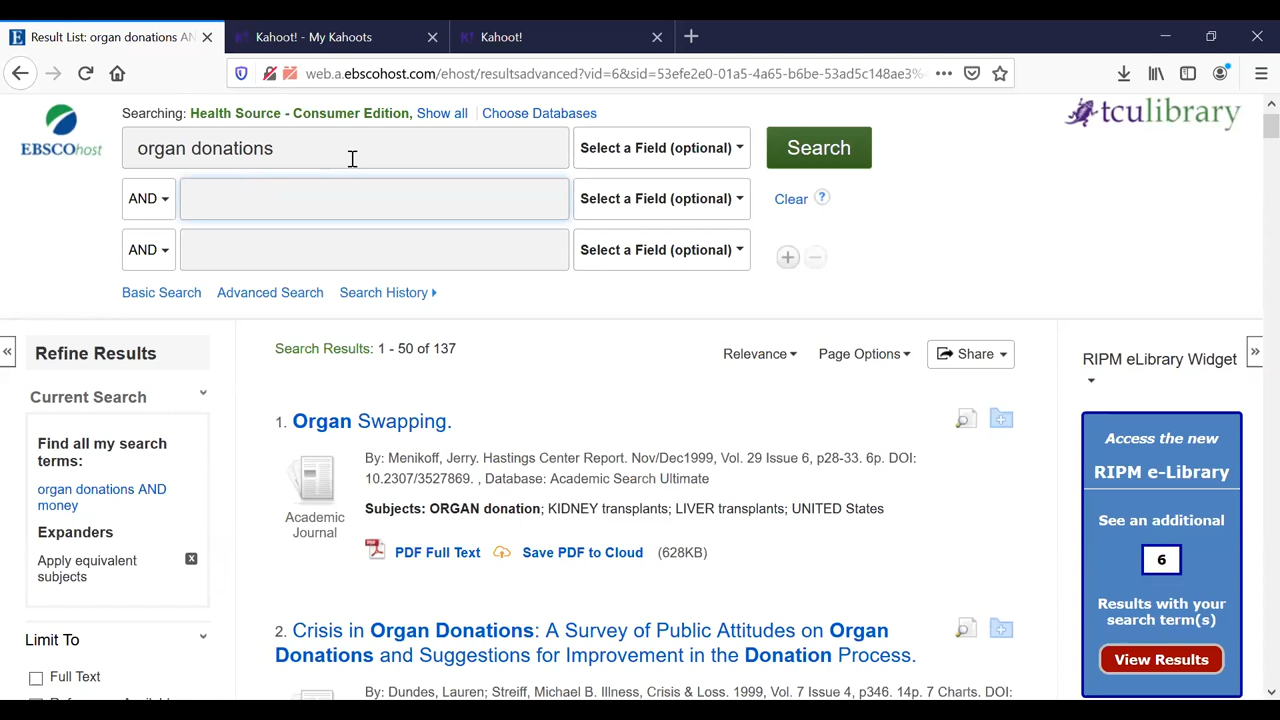 Result List: organ donations AN
Kahoot! - My Kahoots
Kahoot!
web.a.ebscohost.com/ehost/resultsadvanced?vid=6&sid=53efe2e0-01a5-4a65-b6be-53ad5c148ae3%
EBSCOhost
Searching: Health Source - Consumer Edition, Show all | Choose Databases
tculibrary
organ donations
Select a Field (optional)
Search
AND
Select a Field (optional)
Clear ?
AND
Select a Field (optional)
Basic Search Advanced Search Search History
Refine Results
Current Search
Find all my search
terms:
organ donations AND
money
Expanders
Apply equivalent
subjects
x
Limit To
Full Text
Search Results: 1 - 50 of 137
Relevance
Page Options
Share
1. Organ Swapping.
By: Menikoff, Jerry. Hastings Center Report. Nov/Dec1999, Vol. 29 Issue 6, p28-33. 6p. DOI:
10.2307/3527869. , Database: Academic Search Ultimate
Academic
Journal
Subjects: ORGAN donation; KIDNEY transplants; LIVER transplants; UNITED States
PDF Full Text Save PDF to Cloud (628KB)
2. Crisis in Organ Donations: A Survey of Public Attitudes on Organ
Donations and Suggestions for Improvement in the Donation Process.
By: Dundes, Lauren; Streiff, Michael B. Illness, Crisis & Loss. 1999, Vol. 7 Issue 4, p346. 14p. 7 Charts. DOI:
RIPM eLibrary Widget
Access the new
RIPM e-Library
See an additional
6
Results with your
search term(s)
View Results